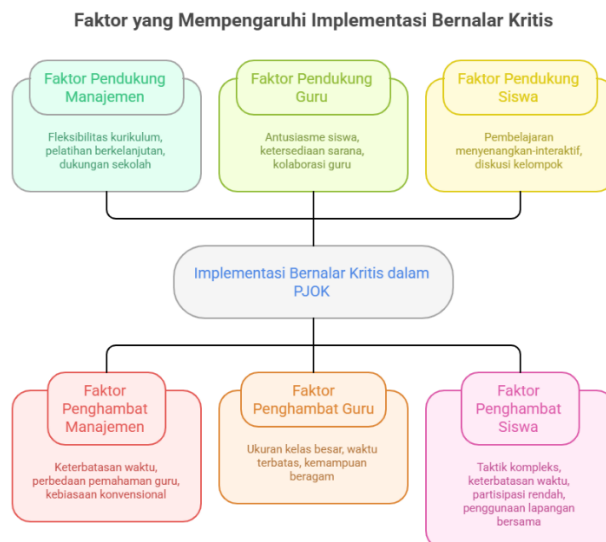 Faktor yang Mempengaruhi Implementasi Bernalar Kritis
Faktor Pendukung
Manajemen
Fleksibilitas kurikulum,
pelatihan berkelanjutan,
dukungan sekolah
Faktor Pendukung
Guru
Antusiasme siswa,
ketersediaan sarana,
kolaborasi guru
Faktor Pendukung
Siswa
Pembelajaran
menyenangkan-interaktif,
diskusi kelompok
Implementasi Bernalar Kritis dalam
PJOK
Faktor
Penghambat
Manajemen
Keterbatasan waktu,
perbedaan pemahaman guru,
kebiasaan konvensional
Faktor
Penghambat Guru
Ukuran kelas besar, waktu
terbatas, kemampuan
beragam
Faktor
Penghambat
Siswa
Taktik kompleks,
keterbatasan waktu,
partisipasi rendah,
penggunaan lapangan
bersama